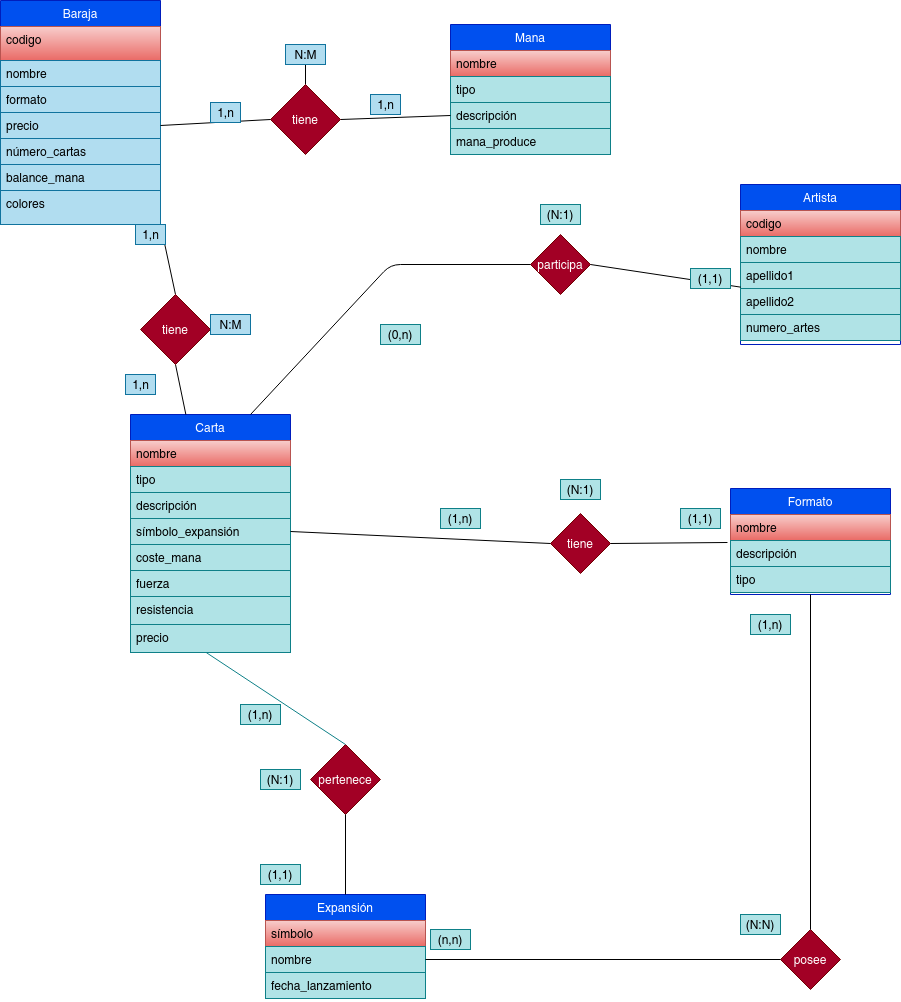 Baraja
codigo
nombre
formato
precio
número_cartas
balance_mana
colores
N:M
1,n
tiene
1,n
Mana
nombre
tipo
descripción
mana_produce
1,n
tiene
N:M
1,n
(N:1)
participa
(1,1)
(0,n)
Artista
codigo
nombre
apellido1
apellido2
numero_artes
Carta
nombre
tipo
descripción
símbolo_expansión
coste_mana
fuerza
resistencia
precio
(1,n)
(N:1)
tiene
(1,1)
Formato
nombre
descripción
tipo
(1,n)
(1,n)
(N:1)
pertenece
(1,1)
Expansión
símbolo
nombre
fecha_lanzamiento
(n,n)
(N:N)
posee